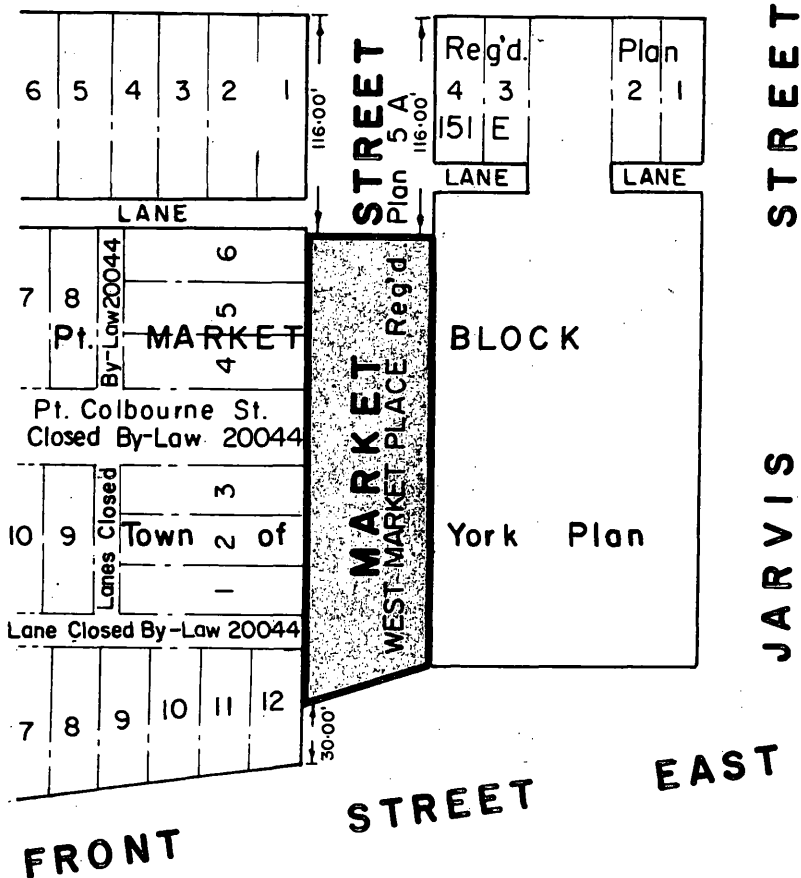 6 5 4 3 2 1
116.00'
STREET
Plan 5 A
116.00'
Reg'd. Plan
4 3 2 1
151 E
LANE
LANE
LANE
STREET
7 8
By-Law 20044
6
5
4
Pt. MARKET BLOCK
Pt. Colbourne St.
Closed By-Law 20044
MARKET
WEST MARKET PLACE Reg'd.
10 9
Lanes Closed
3
2
1
Town of York Plan
Lane Closed By-Law 20044
JARVIS
7 8 9 10 11 12
30.00'
FRONT STREET EAST